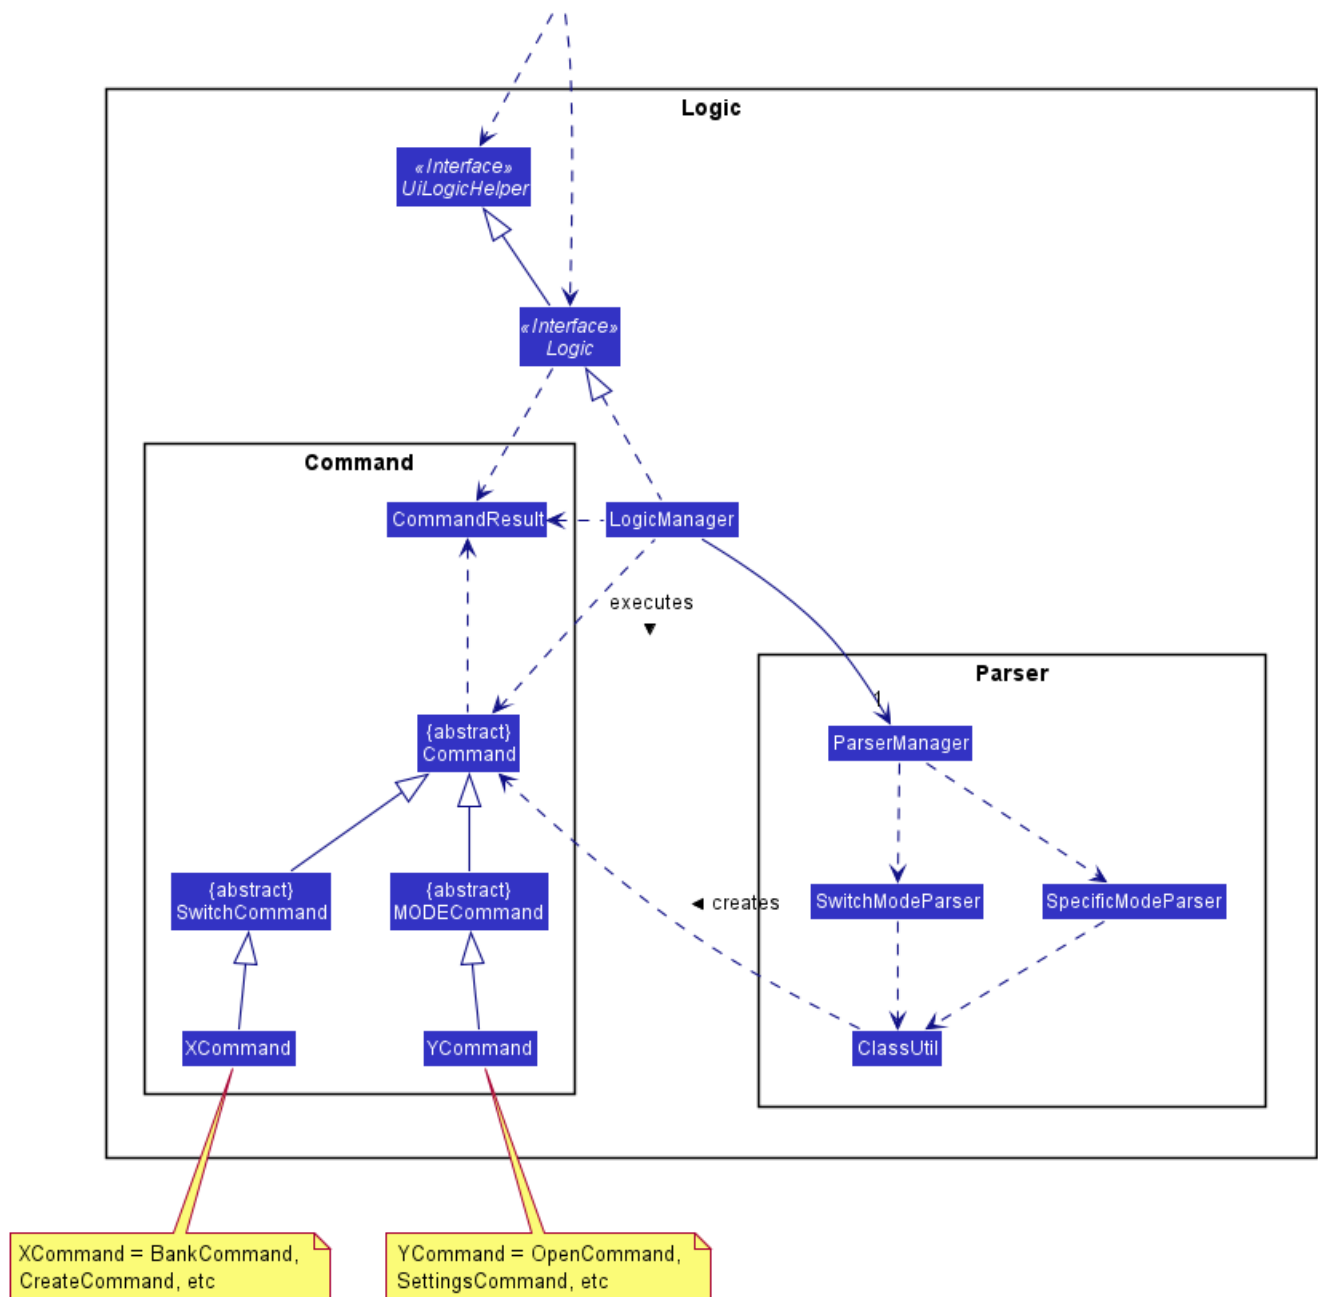 Logic
«Interface»
UiLogicHelper
«Interface»
Logic
Command
CommandResult
LogicManager
executes
▼
Parser
1
{abstract}
Command
ParserManager
{abstract}
SwitchCommand
{abstract}
MODECommand
◄ creates
SwitchModeParser
SpecificModeParser
XCommand
YCommand
ClassUtil
XCommand = BankCommand,
CreateCommand, etc
YCommand = OpenCommand,
SettingsCommand, etc